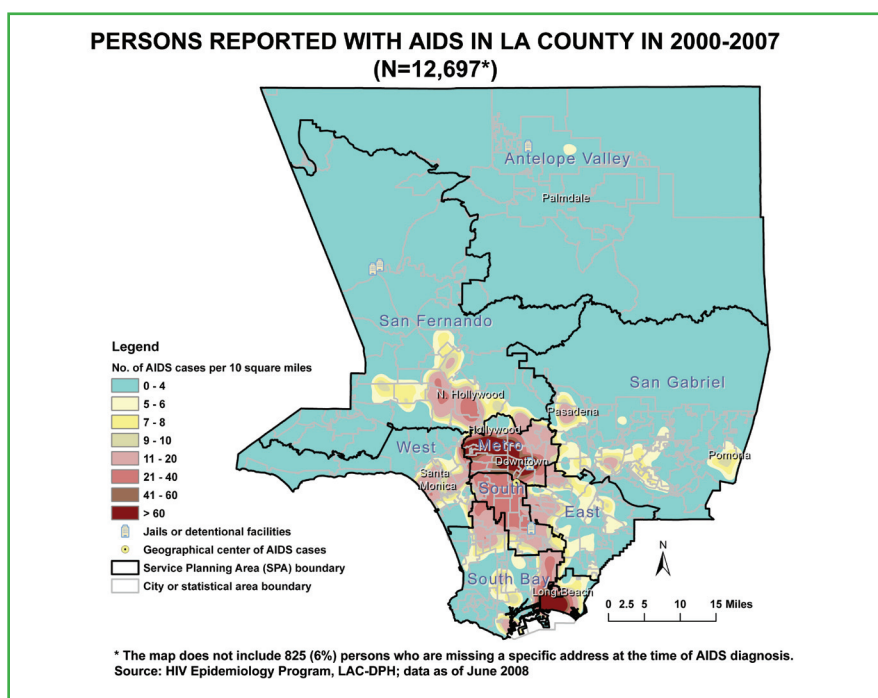 PERSONS REPORTED WITH AIDS IN LA COUNTY IN 2000-2007
(N=12,697*)
Antelope Valley
Palmdale
San Fernando
Legend
No. of AIDS cases per 10 square miles
0 - 4
5 - 6
7 - 8
9 - 10
11 - 20
21 - 40
41 - 60
> 60
Jails or detentional facilities
Geographical center of AIDS cases
Service Planning Area (SPA) boundary
City or statistical area boundary
San Gabriel
N. Hollywood
Pasadena
Hollywood
West
Metro
Downtown
Pomona
Santa
Monica
South
East
South Bay
Long Beach
N
0 2.5 5 10 15 Miles
* The map does not include 825 (6%) persons who are missing a specific address at the time of AIDS diagnosis.
Source: HIV Epidemiology Program, LAC-DPH; data as of June 2008